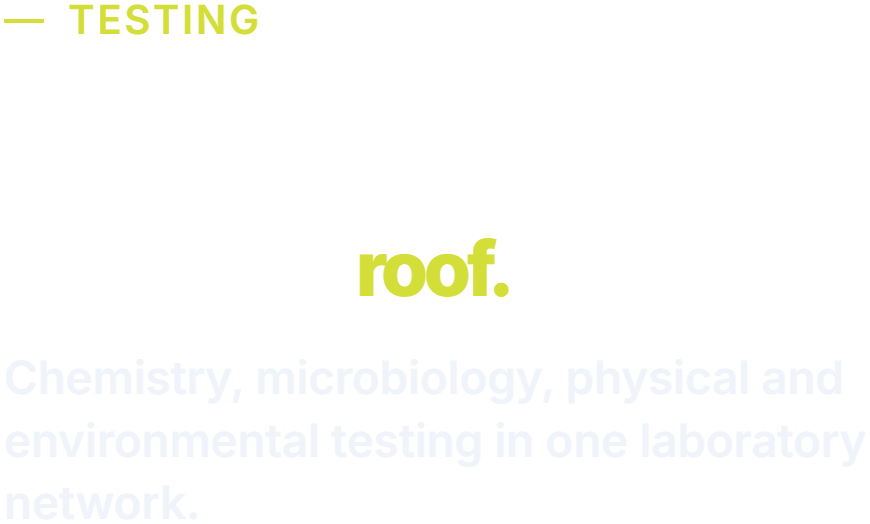 — TESTING
roof.
Chemistry, microbiology, physical and
environmental testing in one laboratory
network.